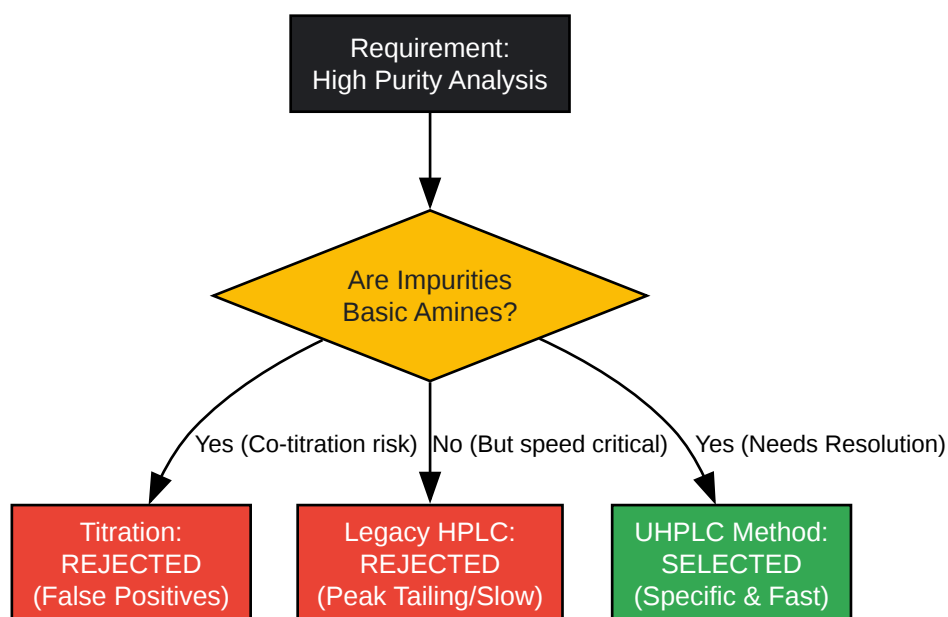 Requirement:
High Purity Analysis
Are Impurities
Basic Amines?
Yes (Co-titration risk)
No (But speed critical)
Yes (Needs Resolution)
Titration:
REJECTED
(False Positives)
Legacy HPLC:
REJECTED
(Peak Tailing/Slow)
UHPLC Method:
SELECTED
(Specific & Fast)